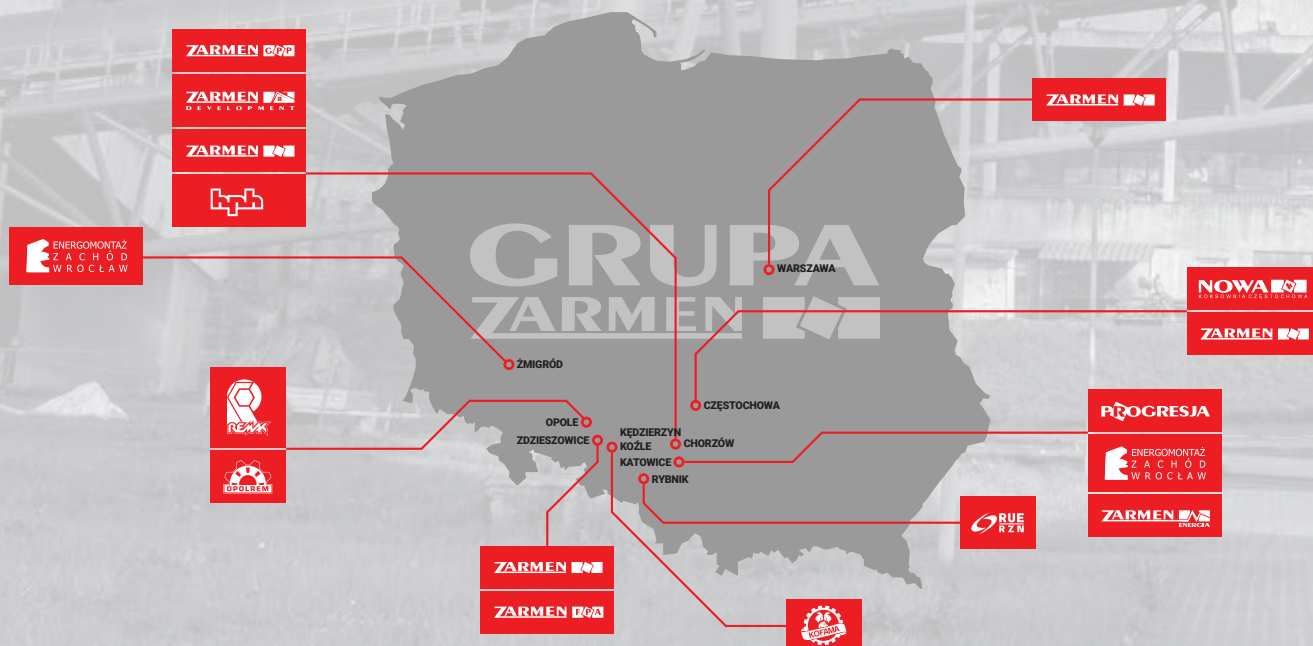 ZARMEN GPP
ZARMEN
DEVELOPMENT
ZARMEN
hph
ENERGOMONTAŻ
ZACHÓD
WROCŁAW
REMAK
OPOLREM
GRUPA
ZARMEN
WARSZAWA
ŻMIGRÓD
CZĘSTOCHOWA
OPOLE
ZDZIESZOWICE
KĘDZIERZYN
KOŹLE
CHORZÓW
KATOWICE
RYBNIK
ZARMEN
NOWA
KOKSOWNIA CZĘSTOCHOWA
ZARMEN
PROGRESJA
ENERGOMONTAŻ
ZACHÓD
WROCŁAW
ZARMEN
ENERGIA
RUE
RZN
ZARMEN
ZARMEN FPA
KOFAMA